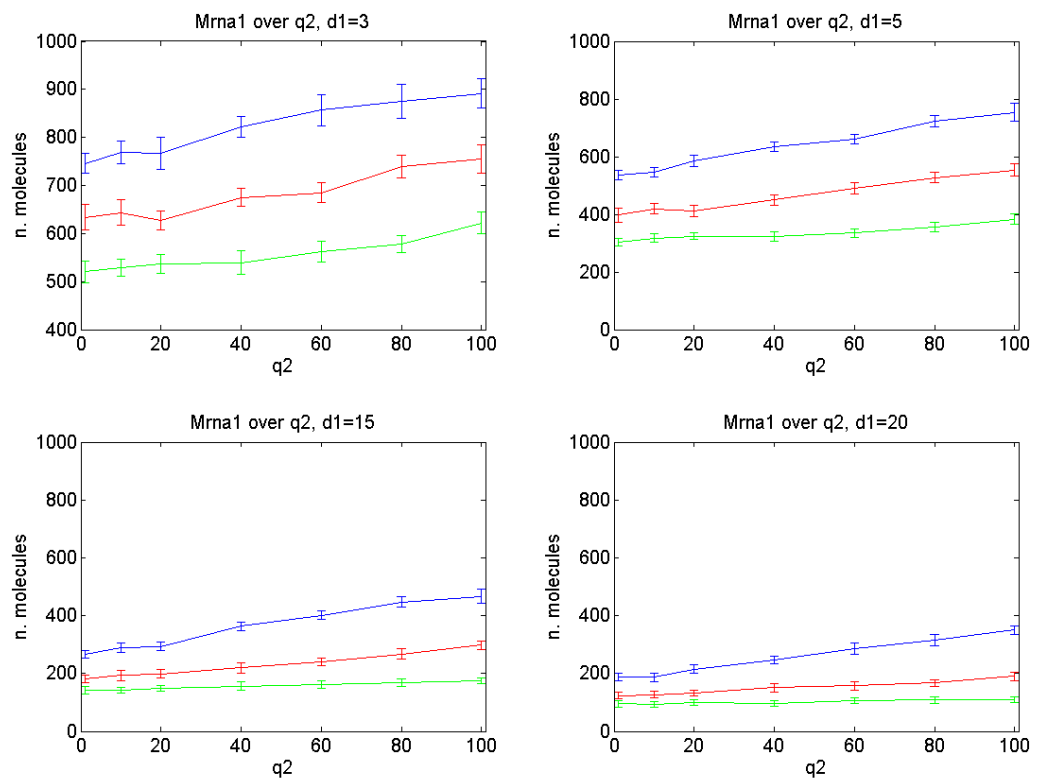 Mrna1 over q2, d1=3
1000
900
800
700
600
500
400
n. molecules
0 20 40 60 80 100
q2
Mrna1 over q2, d1=5
1000
800
600
400
200
0
n. molecules
0 20 40 60 80 100
q2
Mrna1 over q2, d1=15
1000
800
600
400
200
0
n. molecules
0 20 40 60 80 100
q2
Mrna1 over q2, d1=20
1000
800
600
400
200
0
n. molecules
0 20 40 60 80 100
q2